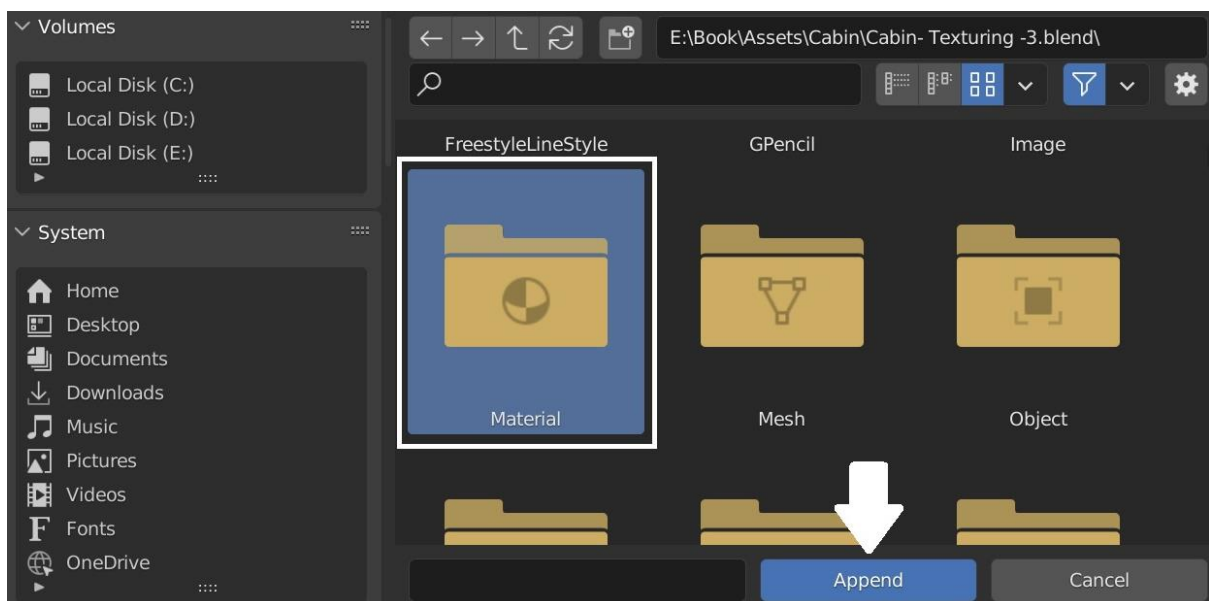 Volumes
Local Disk (C:)
Local Disk (D:)
Local Disk (E:)
System
Home
Desktop
Documents
Downloads
Music
Pictures
Videos
Fonts
OneDrive
E:\Book\Assets\Cabin\Cabin- Texturing -3.blend\
FreestyleLineStyle GPencil Image
Material Mesh Object
Append Cancel